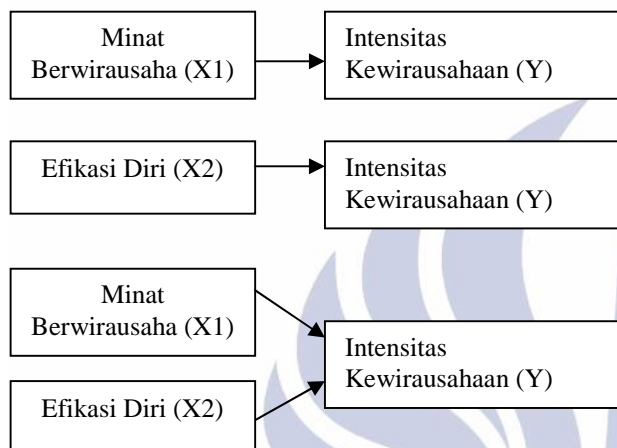 Minat
Berwirausaha (X1)
Intensitas
Kewirausahaan (Y)
Efikasi Diri (X2)
Intensitas
Kewirausahaan (Y)
Minat
Berwirausaha (X1)
Intensitas
Kewirausahaan (Y)
Efikasi Diri (X2)